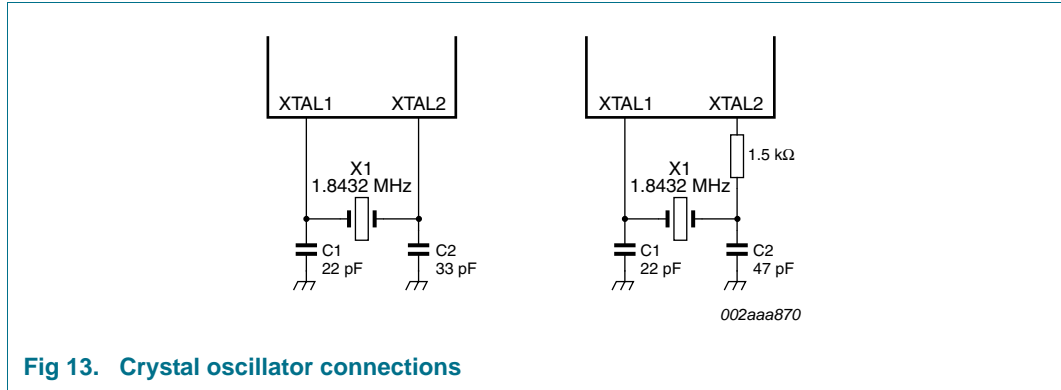 XTAL1 XTAL2
X1
1.8432 MHz
C1
22 pF
C2
33 pF
XTAL1 XTAL2
1.5 kΩ
X1
1.8432 MHz
C1
22 pF
C2
47 pF
002aaa870
Fig 13. Crystal oscillator connections